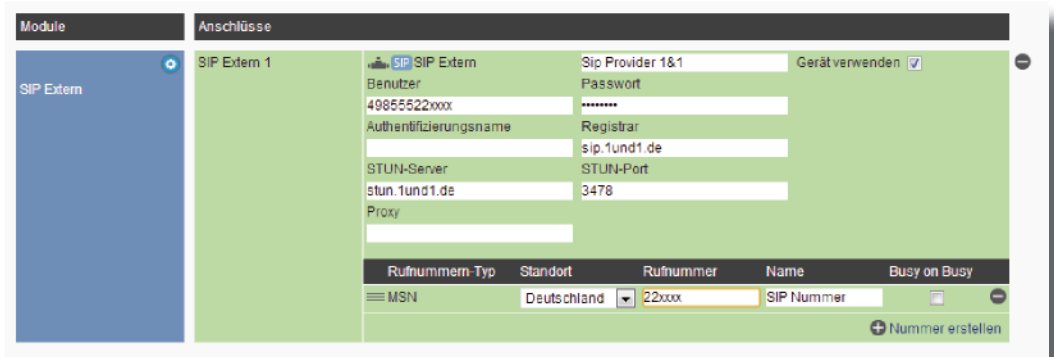 Module Anschlüsse
SIP Extern
SIP Extern 1 SIP SIP Extern Sip Provider 1&1 Gerät verwenden
Benutzer Passwort
49855522xxxx ••••••••
Authentifizierungsname Registrar
sip.1und1.de
STUN-Server STUN-Port
stun.1und1.de 3478
Proxy
Rufnummern-Typ Standort Rufnummer Name Busy on Busy
MSN Deutschland 22xxxx SIP Nummer
Nummer erstellen